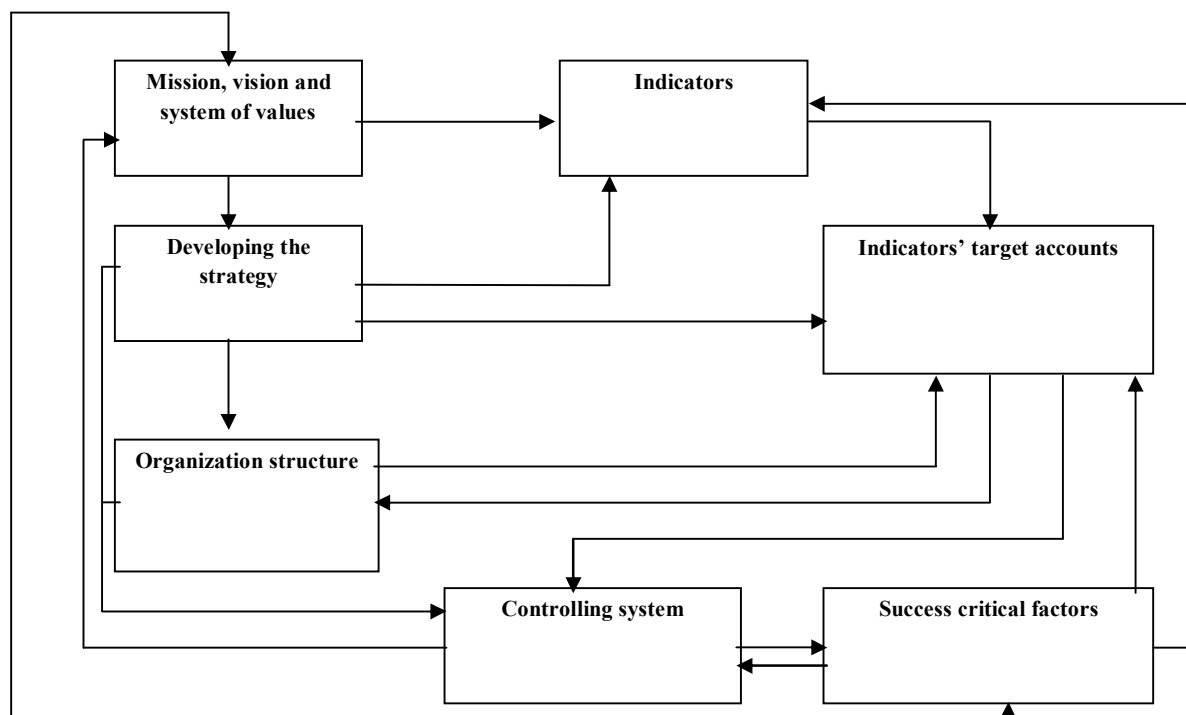 Mission, vision and
system of values
Indicators
Developing the
strategy
Indicators’ target accounts
Organization structure
Controlling system
Success critical factors